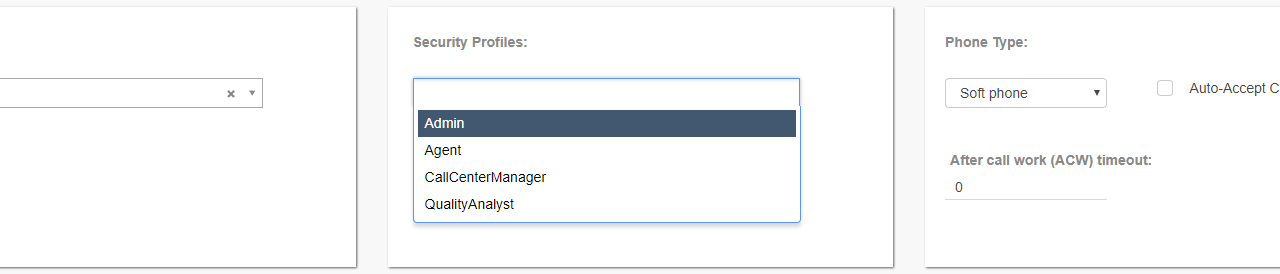 Security Profiles:
Admin
Agent
CallCenterManager
QualityAnalyst
Phone Type:
Soft phone
Auto-Accept C
After call work (ACW) timeout:
0